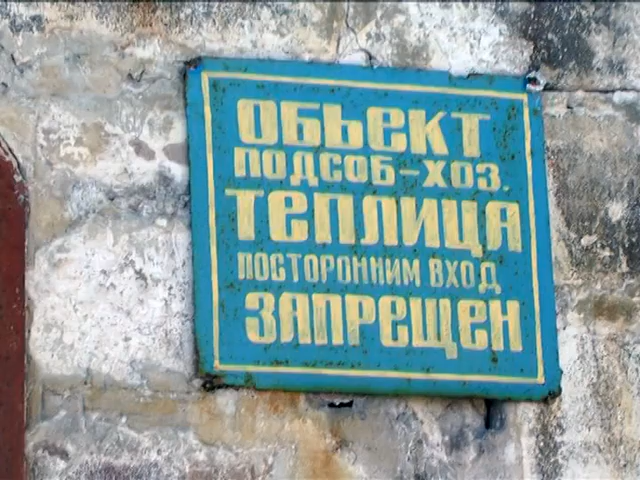 ОБЬЕКТ
ПОДСОБ-ХОЗ.
ТЕПЛИЦА
ПОСТОРОННИМ ВХОД
ЗАПРЕЩЕН